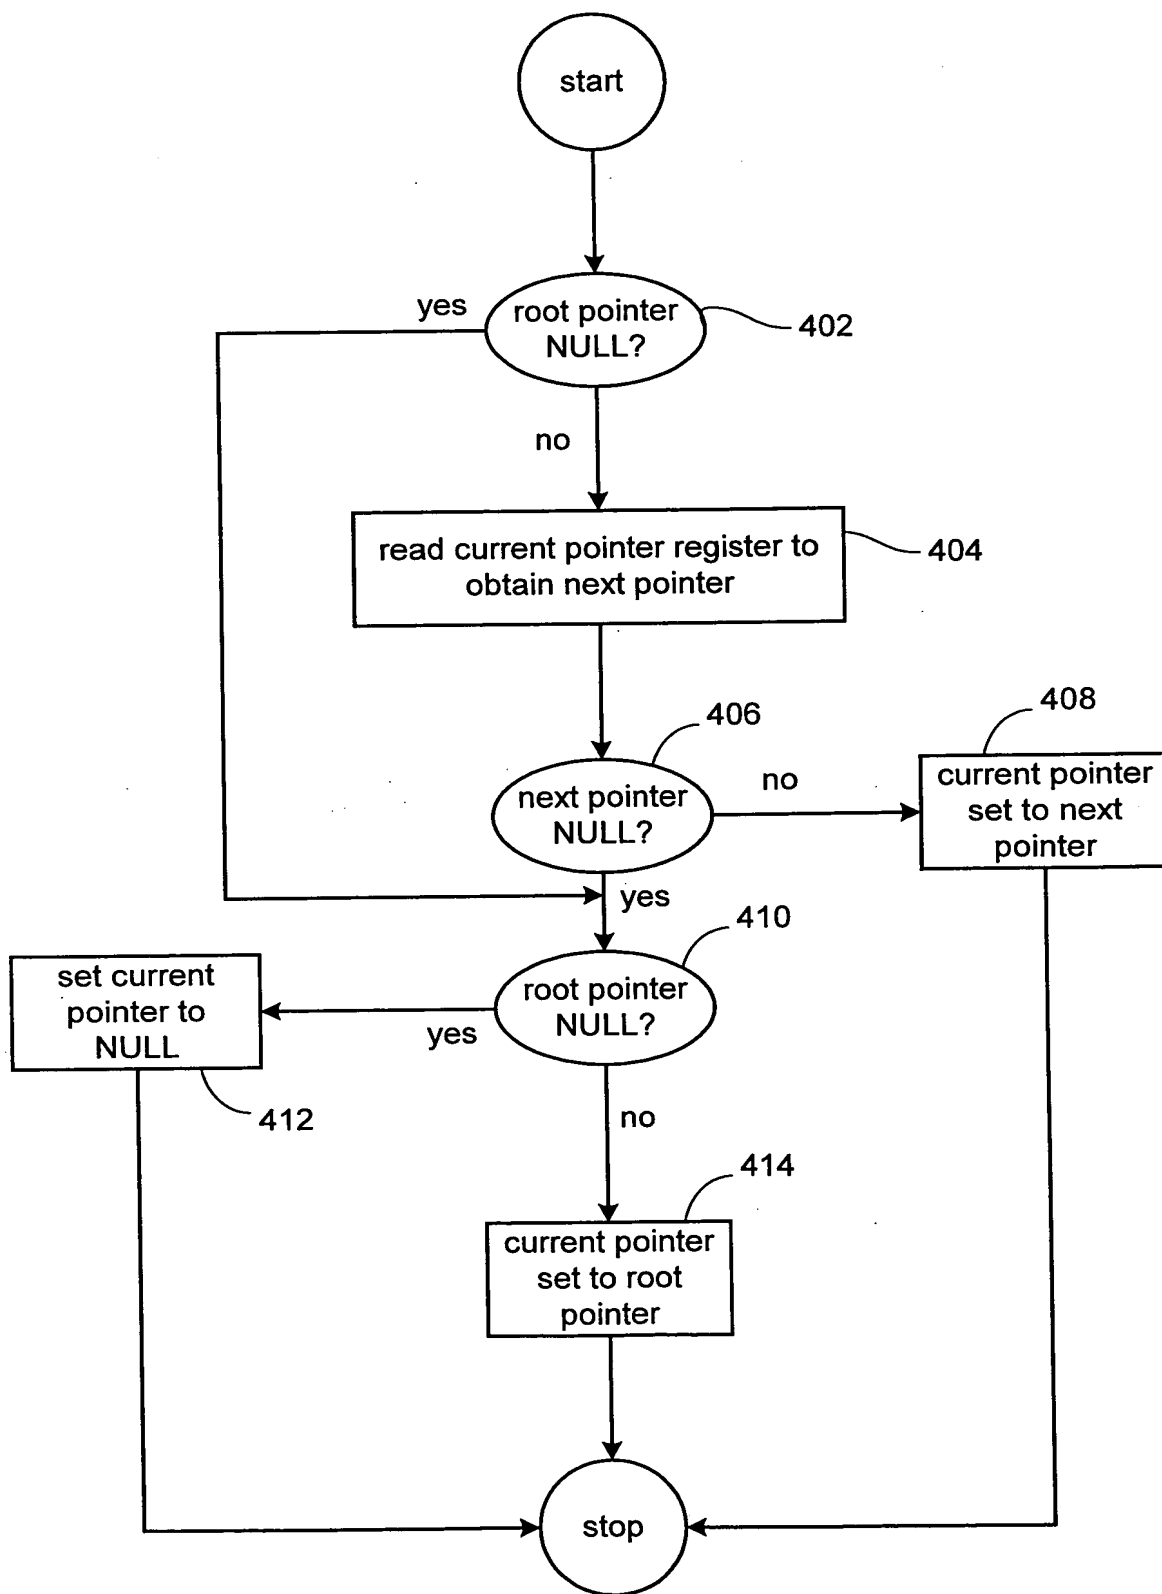 start
yes
root pointer
NULL?
402
no
read current pointer register to
obtain next pointer
404
406
408
next pointer
NULL?
no
current pointer
set to next
pointer
yes
410
set current
pointer to
NULL
root pointer
NULL?
yes
412
no
414
current pointer
set to root
pointer
stop